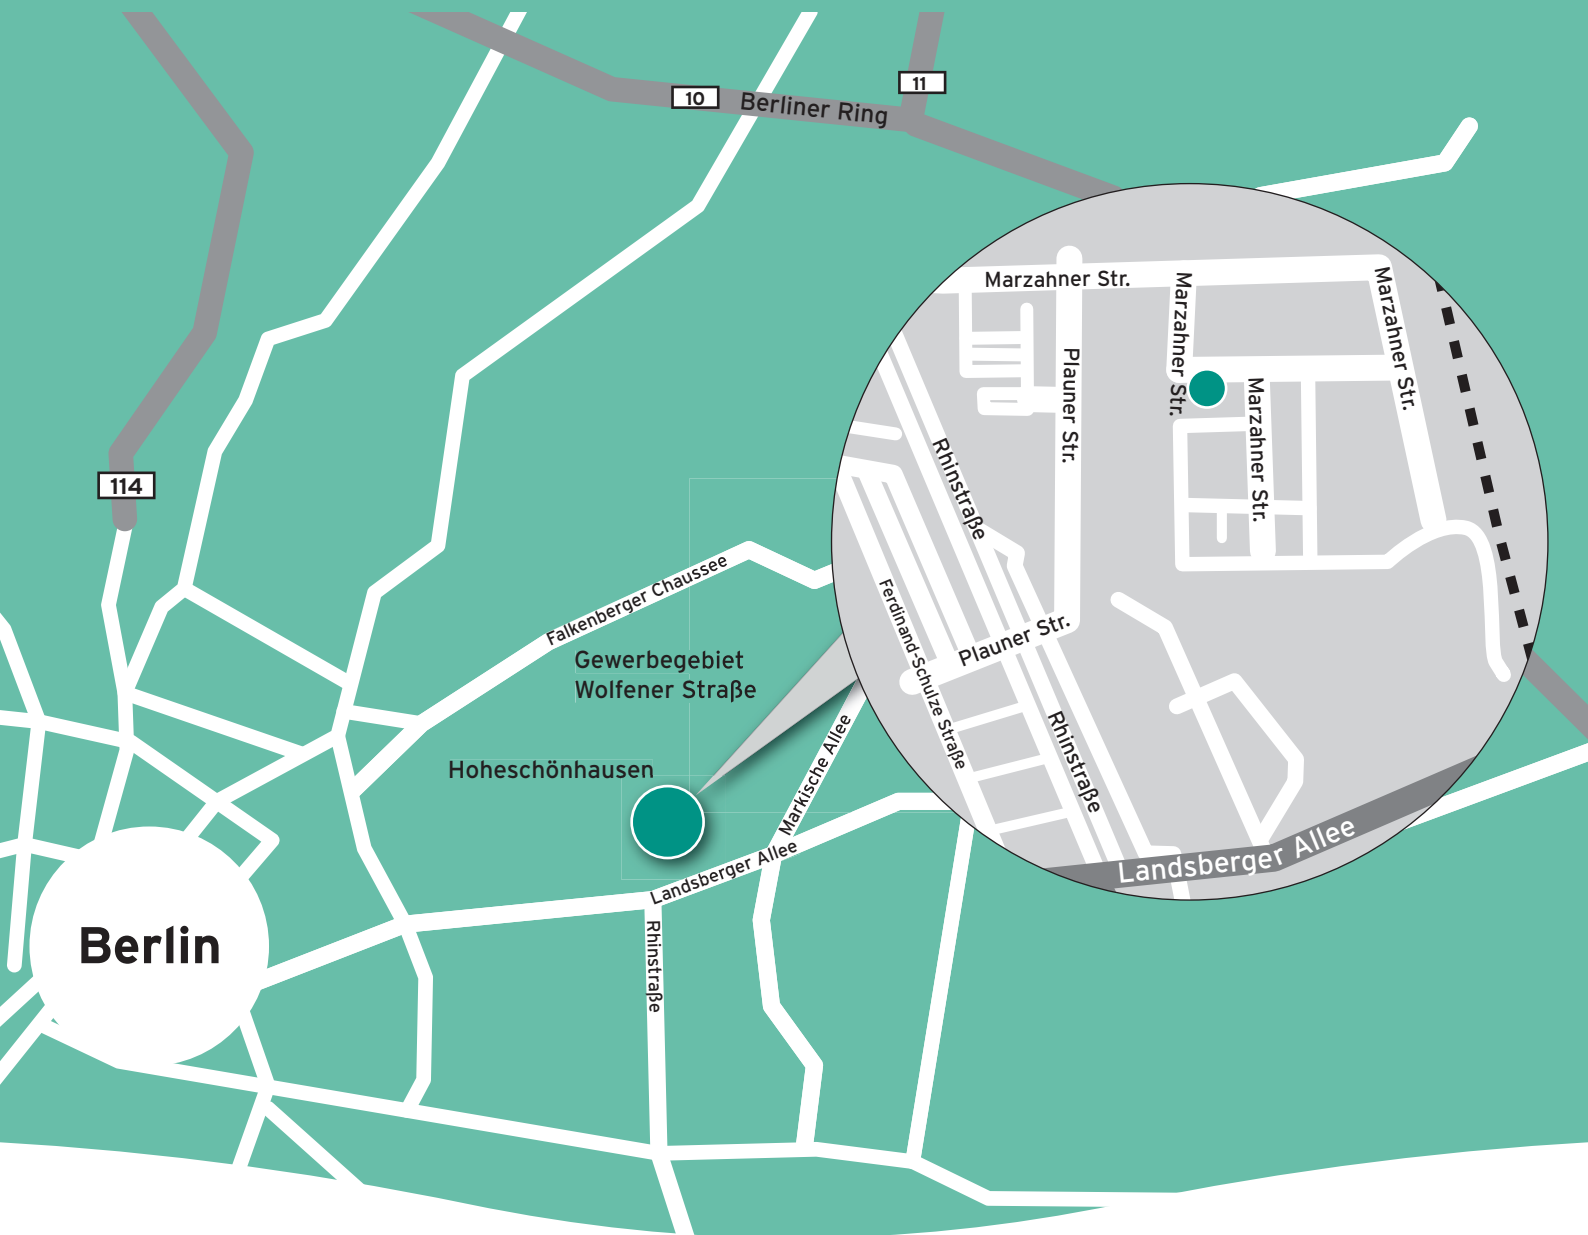 11
10
Berliner Ring
Marzahner Str.
Marzahner Str.
Marzahner Str.
Plauner Str.
Marzahner Str.
Rhinstraße
114
Falkenberger Chaussee
Ferdinand-Schulze Straße
Plauner Str.
Gewerbegebiet
Wolfener Straße
Rhinstraße
Markische Allee
Hoheschönhausen
Landsberger Allee
Landsberger Allee
Rhinstraße
Berlin